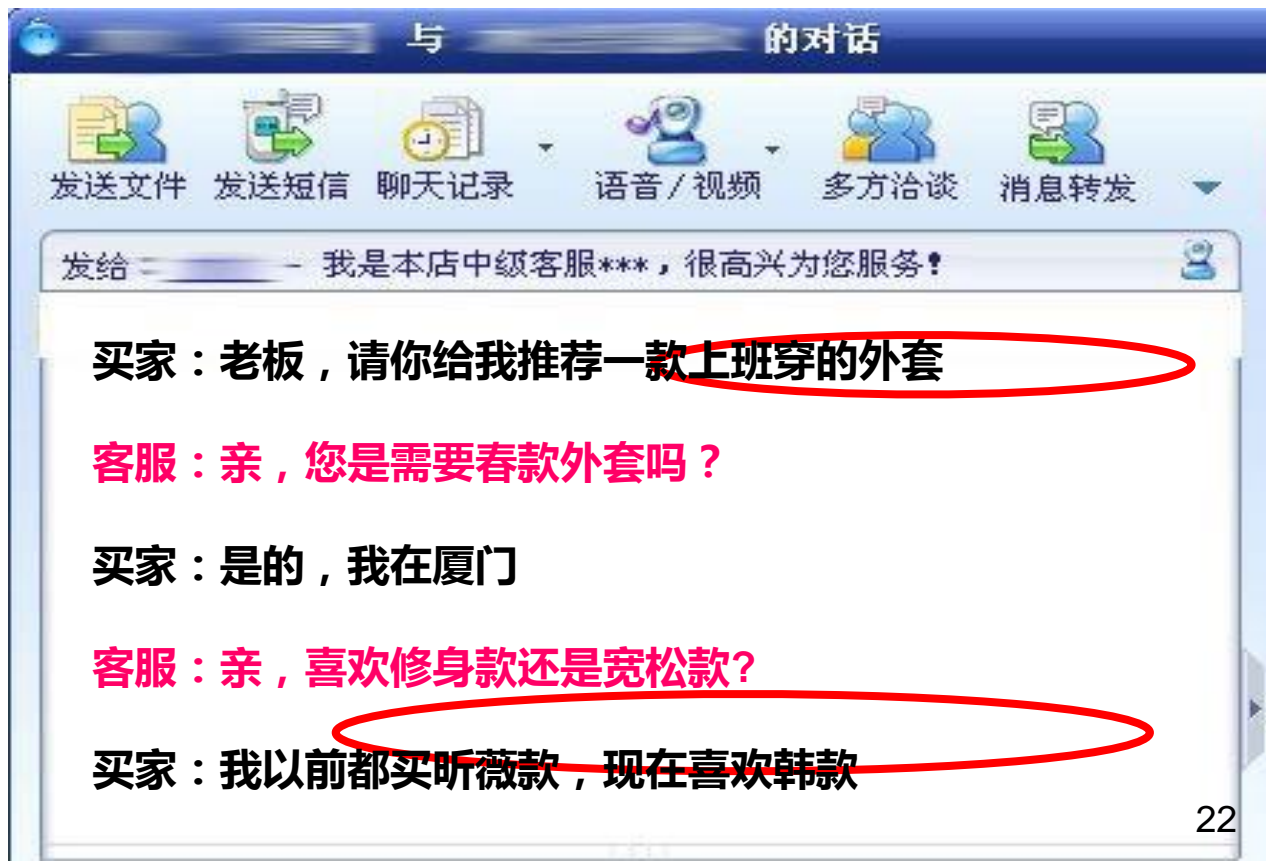 与 的对话
发送文件 发送短信 聊天记录 语音/视频 多方洽谈 消息转发
发给 - 我是本店中级客服***，很高兴为您服务！
买家：老板，请你给我推荐一款上班穿的外套
客服：亲，您是需要春款外套吗？
买家：是的，我在厦门
客服：亲，喜欢修身款还是宽松款?
买家：我以前都买昕薇款，现在喜欢韩款
22